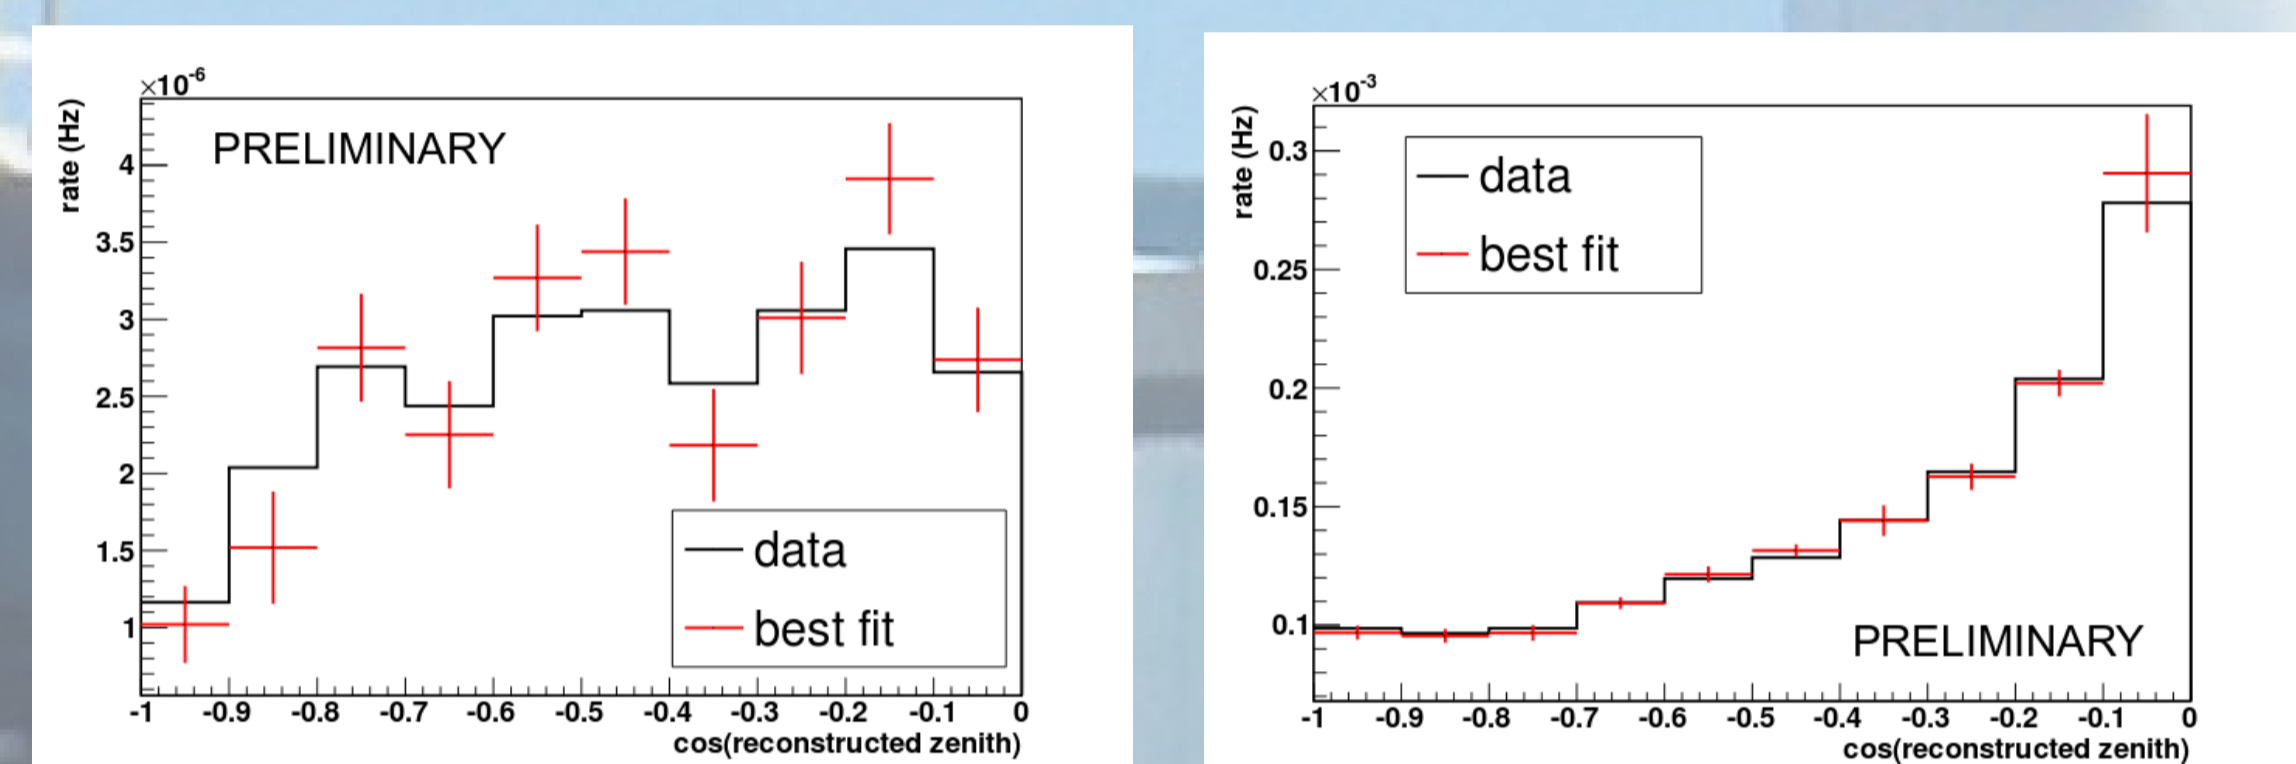 ×10-6
rate (Hz)
PRELIMINARY
4
3.5
3
2.5
2
1.5
1
data
best fit
-1 -0.9 -0.8 -0.7 -0.6 -0.5 -0.4 -0.3 -0.2 -0.1 0
cos(reconstructed zenith)
×10-3
rate (Hz)
0.3
0.25
0.2
0.15
0.1
data
best fit
PRELIMINARY
-1 -0.9 -0.8 -0.7 -0.6 -0.5 -0.4 -0.3 -0.2 -0.1 0
cos(reconstructed zenith)